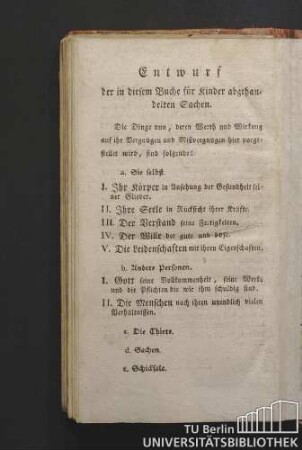 Entwurf
der in diesem Buche für Kinder abgehan-
delten Sachen.
Die Dinge nun, deren Werth und Wirkung
auf ihr Vergnügen und Mißvergnügen hier vorge-
stellet wird, sind folgende:
a. Sie selbst
I. Ihr Körper in Ansehung der Gesundheit sei-
ner Glieder.
II. Ihre Seele in Rücksicht ihrer Kräfte.
III. Der Verstand seine Fähigkeiten.
IV. Der Wille der gute und böse.
V. Die Leidenschaften mit ihren Eigenschaften.
b. Andere Personen.
I. Gott seine Vollkommenheit, seine Werke
und die Pflichten die wir ihm schuldig sind.
II. Die Menschen nach ihren unendlich vielen
Verhältnissen.
c. Die Thiere.
d. Sachen.
e. Schicksale.
TU Berlin
UNIVERSITÄTSBIBLIOTHEK